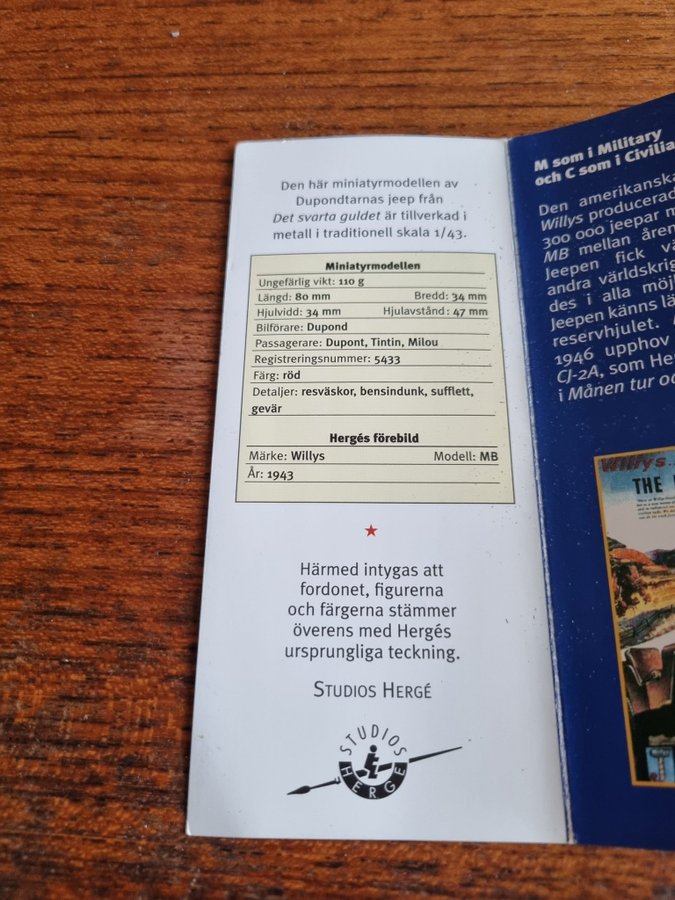 Den här miniatyrmodellen av
Dupondtarnas jeep från
Det svarta guldet är tillverkad i
metall i traditionell skala 1/43.
Miniatyrmodellen
Ungefärlig vikt: 110 g
Längd: 80 mm Bredd: 34 mm
Hjulvidd: 34 mm Hjulavstånd : 47 mm
Bilförare: Dupond
Passagerare: Dupont, Tintin, Milou
Registreringsnummer: 5433
Färg: röd
Detaljer: resväskor, bensindunk, sufflett,
gevär
Hergés förebild
Märke: Willys Modell: MB
År: 1943
Härmed intygas att
fordonet, figurerna
och färgerna stämmer
överens med Hergés
ursprungliga teckning.
STUDIOS HERGÉ
STUDIOS
HERGE
M som i Military
och C som i Civilia
Den amerikanska
Willys producerad
300 000 jeepar m
MB mellan åren
Jeepen fick vä
andra världskrig
des i alla möj
Jeepen känns lä
reservhjulet.
1946 upphov
CJ-2A, som He
i Månen tur oc
Willys
THE